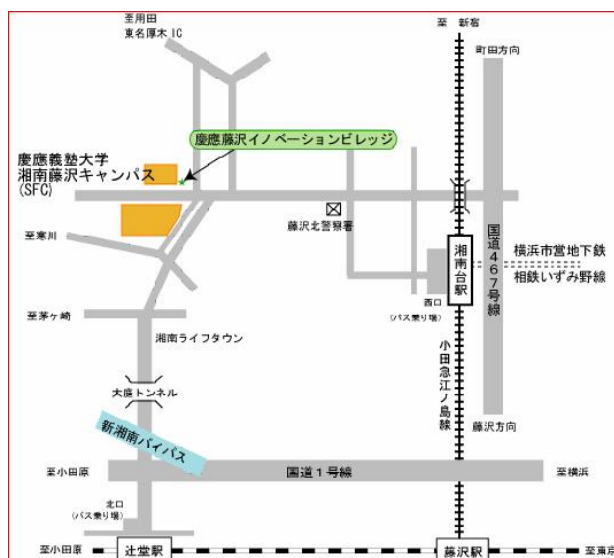 至用田
東名厚木IC
至 新宿
町田方向
慶應藤沢イノベーションビレッジ
慶應義塾大学
湘南藤沢キャンパス
(SFC)
藤沢北警察署
至寒川
湘南台駅
国道467号線
横浜市営地下鉄
相鉄いずみ野線
西口
(バス乗り場)
至茅ヶ崎
湘南ライフタウン
小田急江ノ島線
大庭トンネル
新湘南バイパス
藤沢方向
至小田原
国道1号線
至横浜
北口
(バス乗り場)
至小田原
辻堂駅
藤沢駅
至東京